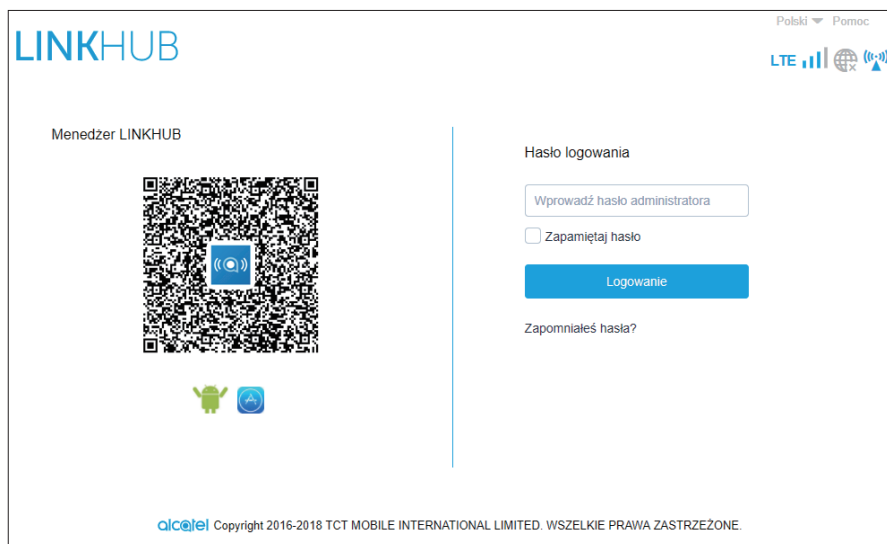 Polski Pomoc
LINKHUB
LTE
Menedżer LINKHUB
Hasło logowania
Wprowadź hasło administratora
Zapamiętaj hasło
Logowanie
Zapomniałeś hasła?
alcatel Copyright 2016-2018 TCT MOBILE INTERNATIONAL LIMITED. WSZELKIE PRAWA ZASTRZEŻONE.